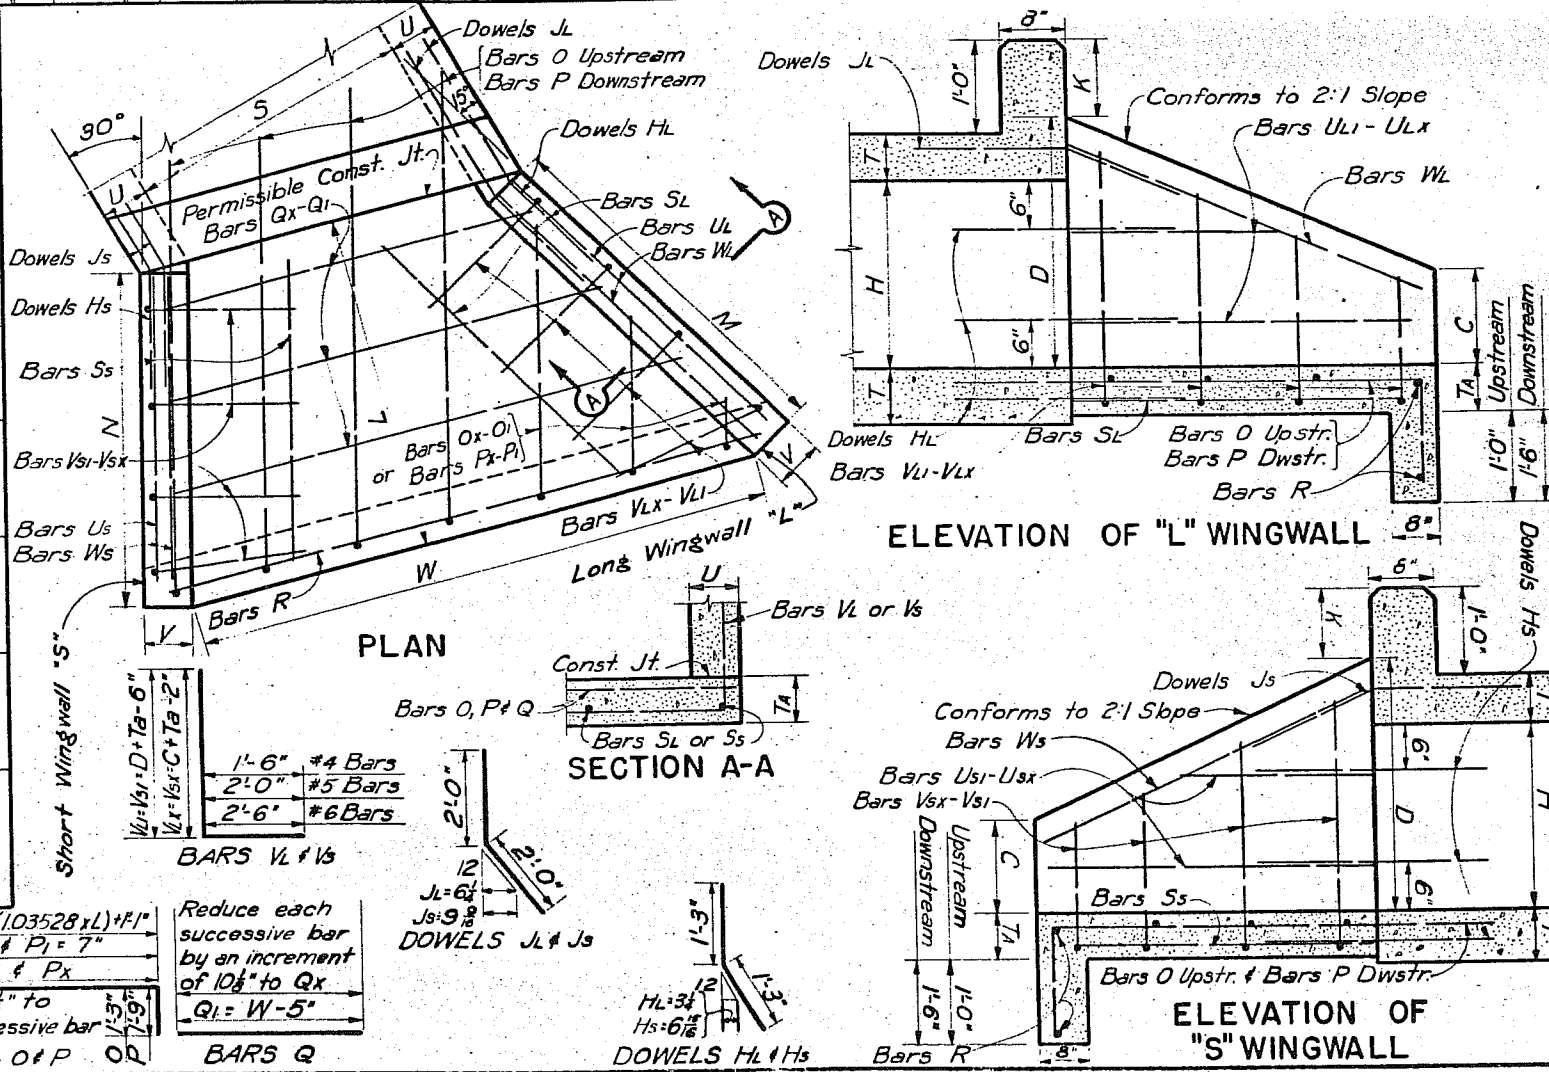 U
Dowels JL
Bars O Upstream
Bars P Downstream
S
15°
30°
Dowels HL
U
Permissible Const. Jt.
Bars Qx-Q1
Bars SL
Bars UL
Bars WL
A
Dowels Js
Dowels Hs
Bars Ss
M
N
L
A
Bars Vs1-Vsx
Bars Ox-O1
or Bars Px-P1
V
Bars Us
Bars Ws
Bars VLx-VL1
Long Wingwall "L"
W
Bars R
V
PLAN
Short Wingwall "S"
8"
Dowels JL
1'-0"
K
Conforms to 2:1 Slope
Bars UL1 - ULx
T
Bars WL
6"
H
D
C
6"
TA
Upstream
Downstream
T
Dowels HL
Bars SL
Bars O Upstr.
Bars P Dwstr.
Bars VL1-VLx
Bars R
1'-0"
1'-6"
8"
ELEVATION OF "L" WINGWALL
U
Bars VL or Vs
Const. Jt.
TA
Bars O, P & Q
Bars SL or Ss
SECTION A-A
VL1=Vs1=D+Ta-6"
VLx=Vsx=C+Ta-2"
1'-6" #4 Bars
2'-0" #5 Bars
2'-6" #6 Bars
BARS VL & Vs
2'-0"
2'-0"
12
DOWELS JL & Js
1'-3"
1'-3"
12
DOWELS HL & Hs
1.03528 x L)+1'-1"
& P1 = 7"
& Px
" to
essive bar
1'-3"
1'-9"
O
P
O & P
Reduce each
successive bar
by an increment
to Qx
Q1 = W-5"
BARS Q
6"
K
1'-0"
Dowels Hs
Dowels Js
T
Conforms to 2:1 Slope
Bars Ws
6"
Bars Us1-Usx
Bars Vsx-Vs1
D
H
C
6"
Upstream
Downstream
Bars Ss
TA
T
Bars O Upstr. & Bars P Dwstr.
1'-6"
1'-0"
Bars R
8"
ELEVATION OF
"S" WINGWALL